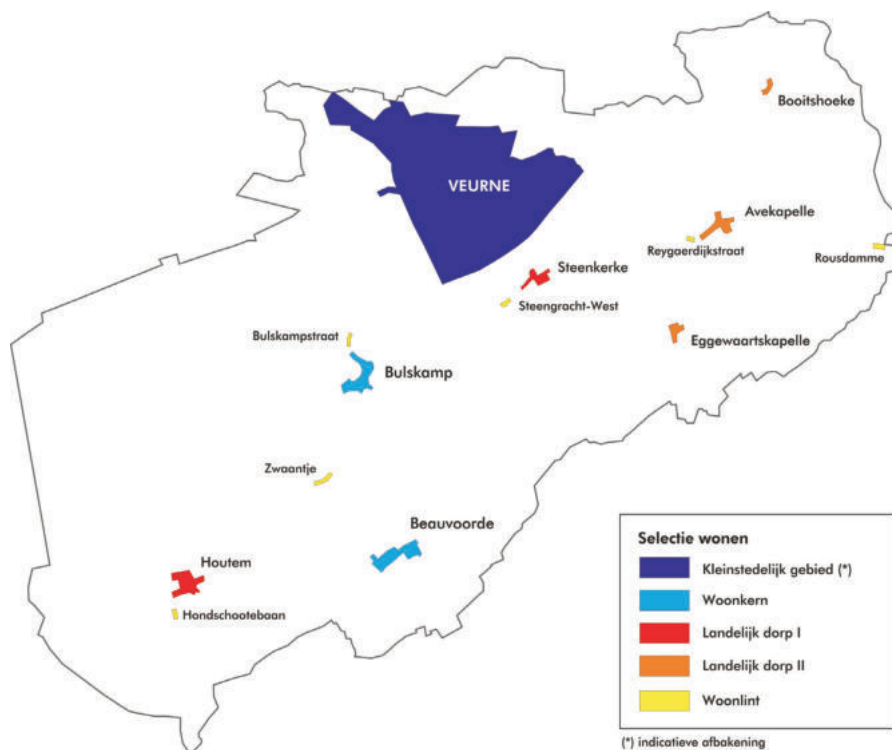 Booitshoeke
VEURNE
Avekapelle
Reygaerdijkstraat
Rousdamme
Steenkerke
Steengracht-West
Bulskampstraat
Eggewaartskapelle
Bulskamp
Zwaantje
Beauvoorde
Houtem
Hondschootebaan
Selectie wonen
Kleinstedelijk gebied (*)
Woonkern
Landelijk dorp I
Landelijk dorp II
Woonlint
(*) indicatieve afbakening